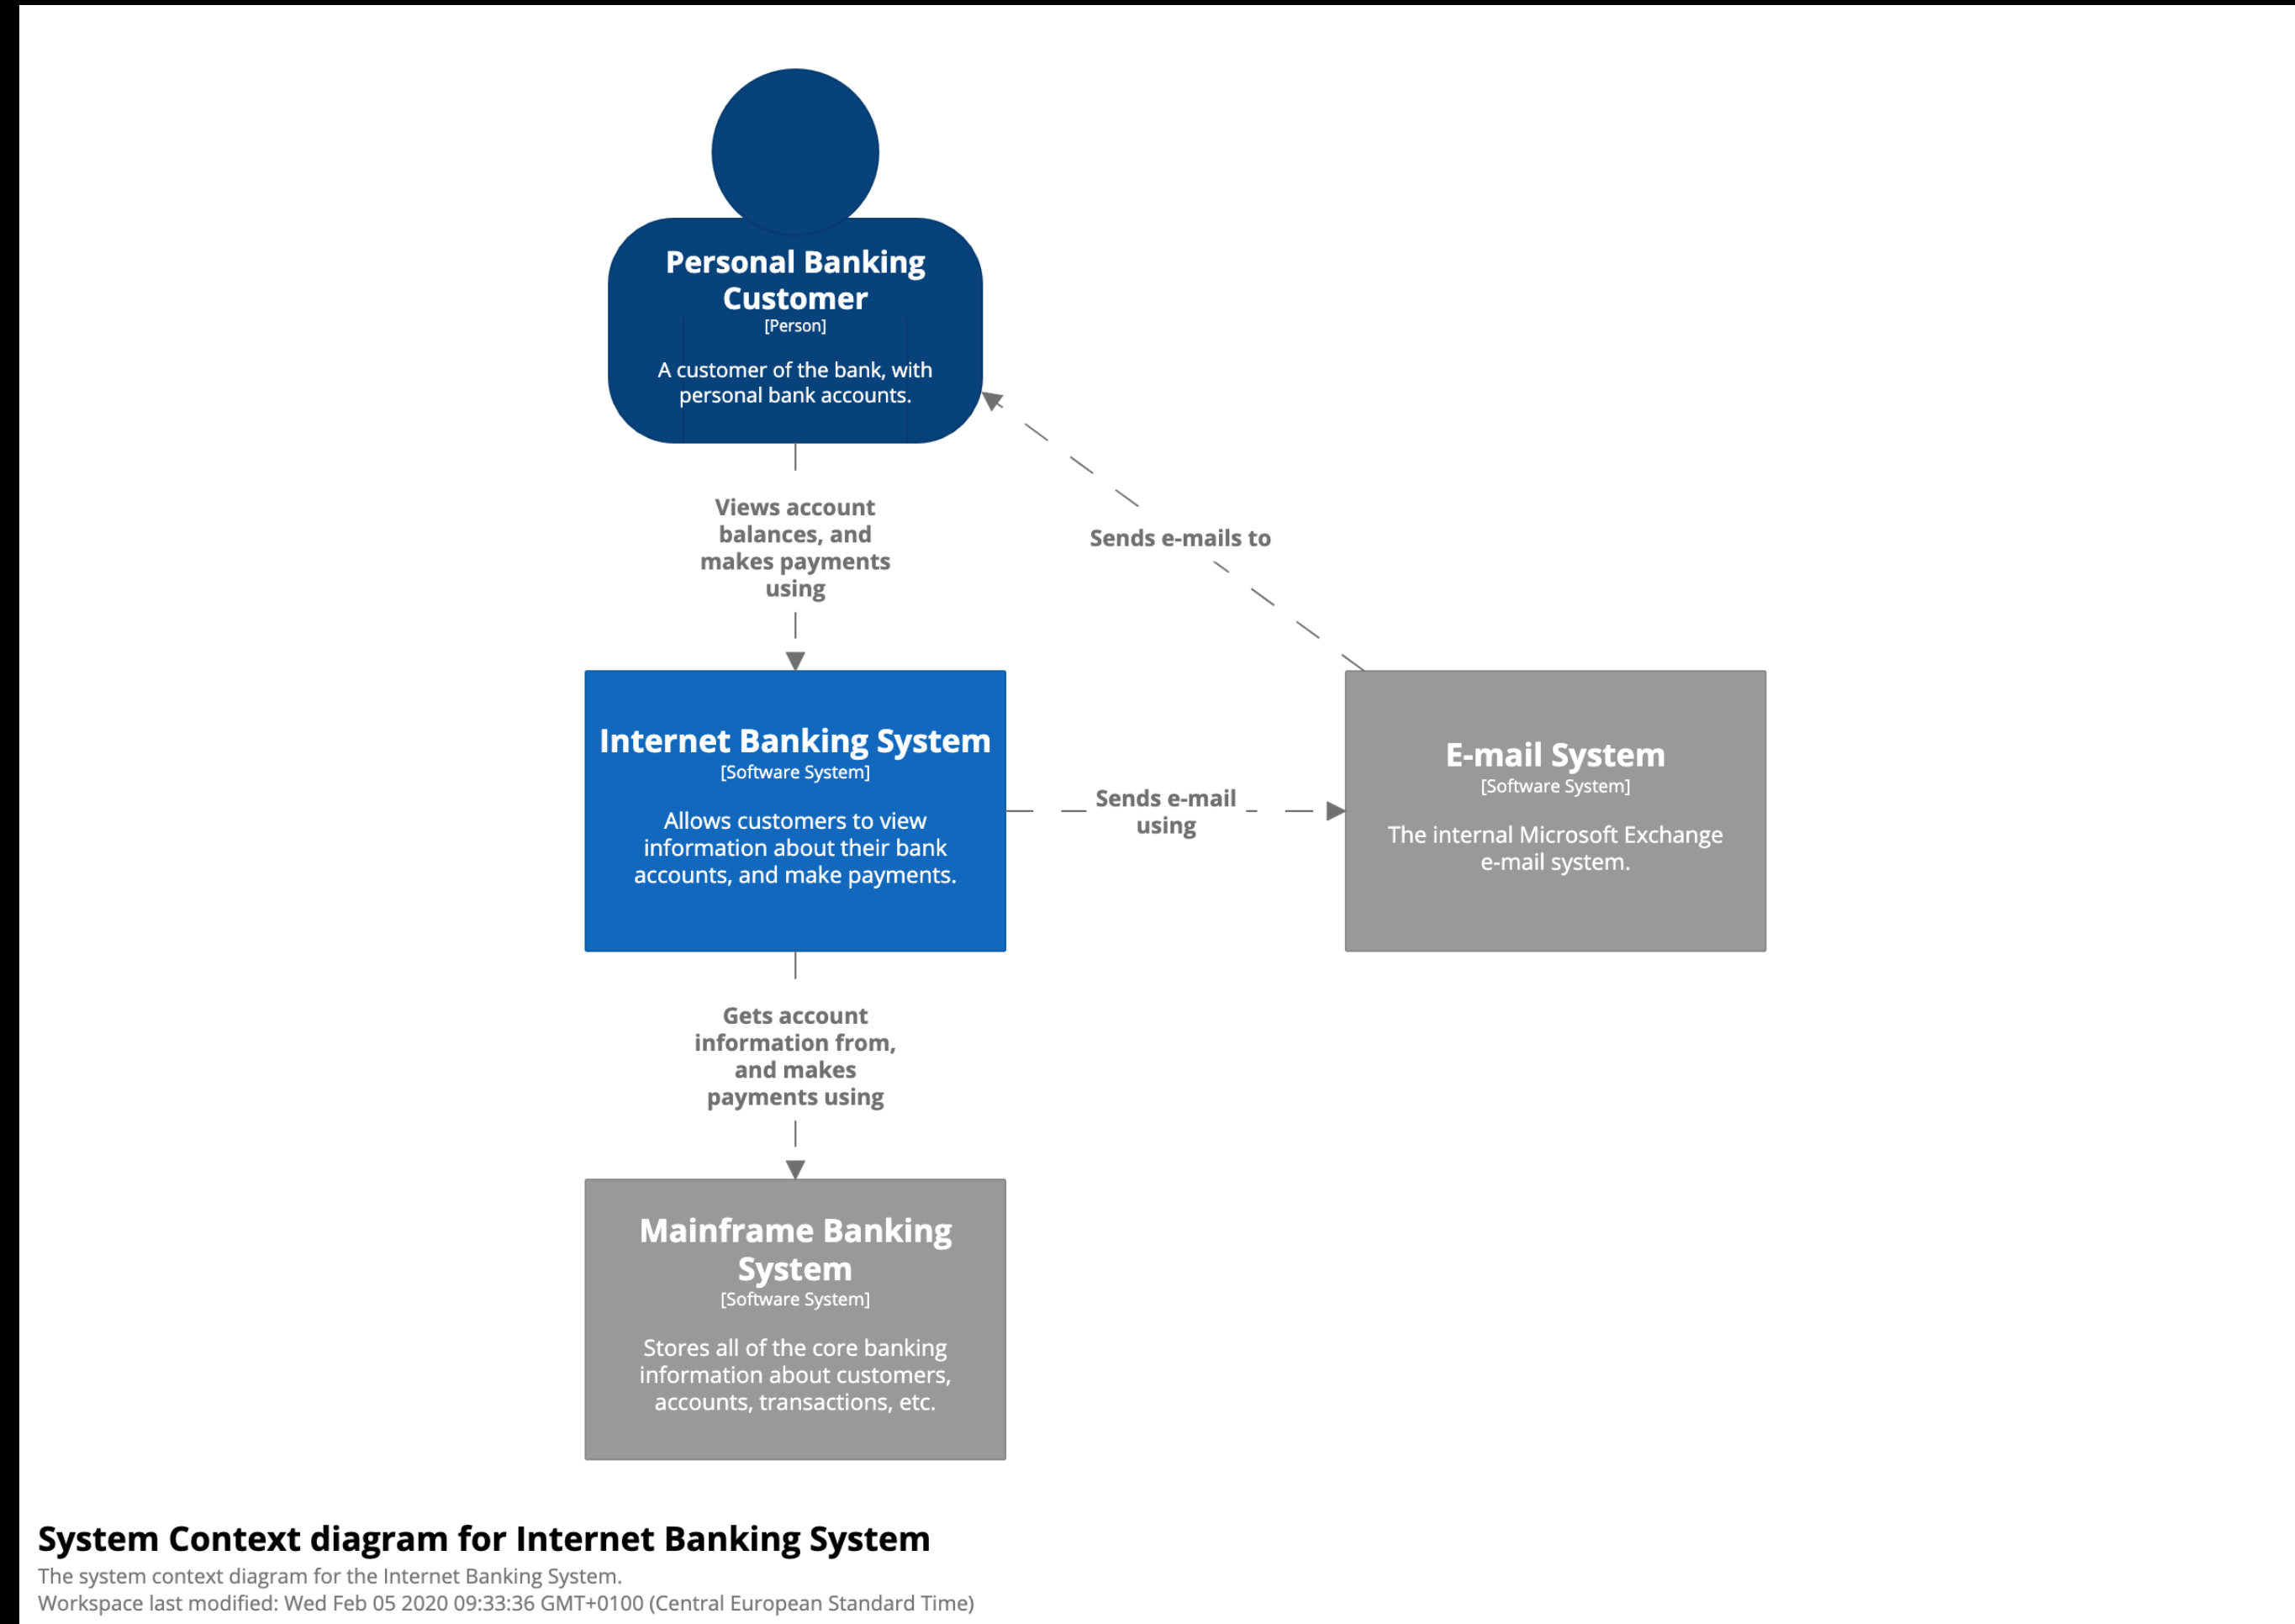 Personal Banking
Customer
[Person]
A customer of the bank, with
personal bank accounts.
Views account
balances, and
makes payments
using
Sends e-mails to
Internet Banking System
[Software System]
Allows customers to view
information about their bank
accounts, and make payments.
Sends e-mail
using
E-mail System
[Software System]
The internal Microsoft Exchange
e-mail system.
Gets account
information from,
and makes
payments using
Mainframe Banking
System
[Software System]
Stores all of the core banking
information about customers,
accounts, transactions, etc.
System Context diagram for Internet Banking System
The system context diagram for the Internet Banking System.
Workspace last modified: Wed Feb 05 2020 09:33:36 GMT+0100 (Central European Standard Time)